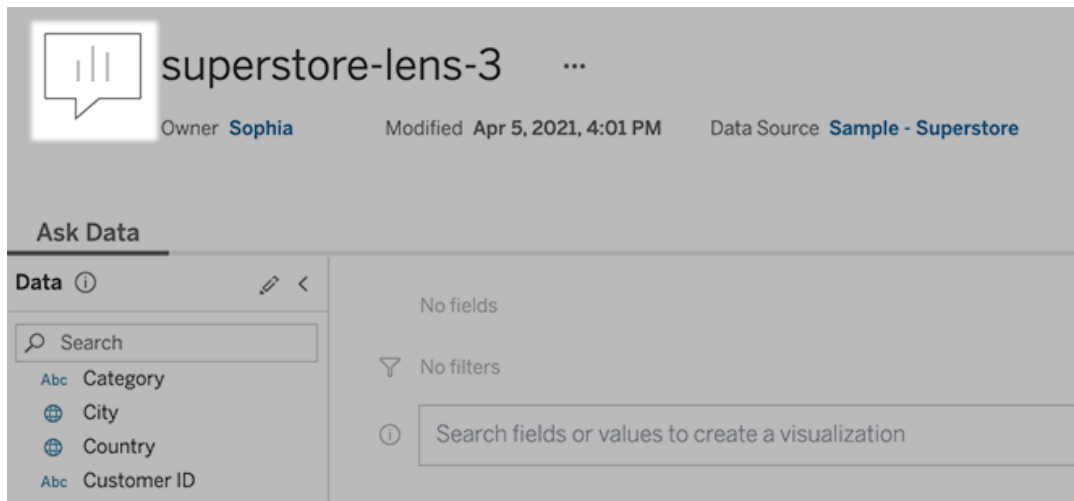 superstore-lens-3 ...
Owner Sophia Modified Apr 5, 2021, 4:01 PM Data Source Sample - Superstore
Ask Data
Data
Search
Abc Category
City
Country
Abc Customer ID
No fields
No filters
Search fields or values to create a visualization